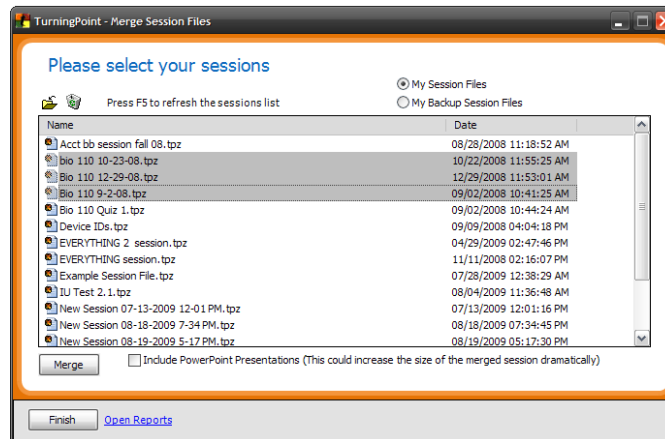 TurningPoint - Merge Session Files
Please select your sessions
My Session Files
Press F5 to refresh the sessions list
My Backup Session Files
Name Date
Acct bb session fall 08.tpz 08/28/2008 11:18:52 AM
bio 110 10-23-08.tpz 10/22/2008 11:55:25 AM
Bio 110 12-29-08.tpz 12/29/2008 11:53:01 AM
Bio 110 9-2-08.tpz 09/02/2008 10:41:25 AM
Bio 110 Quiz 1.tpz 09/02/2008 10:44:24 AM
Device IDs.tpz 09/09/2008 04:04:18 PM
EVERYTHING 2 session.tpz 04/29/2009 02:47:46 PM
EVERYTHING session.tpz 11/11/2008 02:16:07 PM
Example Session File.tpz 07/28/2009 12:38:29 AM
IU Test 2.1.tpz 08/04/2009 11:36:48 AM
New Session 07-13-2009 12-01 PM.tpz 07/13/2009 12:01:16 PM
New Session 08-18-2009 7-34 PM.tpz 08/18/2009 07:34:45 PM
New Session 08-19-2009 5-17 PM.tpz 08/19/2009 05:17:30 PM
Merge Include PowerPoint Presentations (This could increase the size of the merged session dramatically)
Finish Open Reports